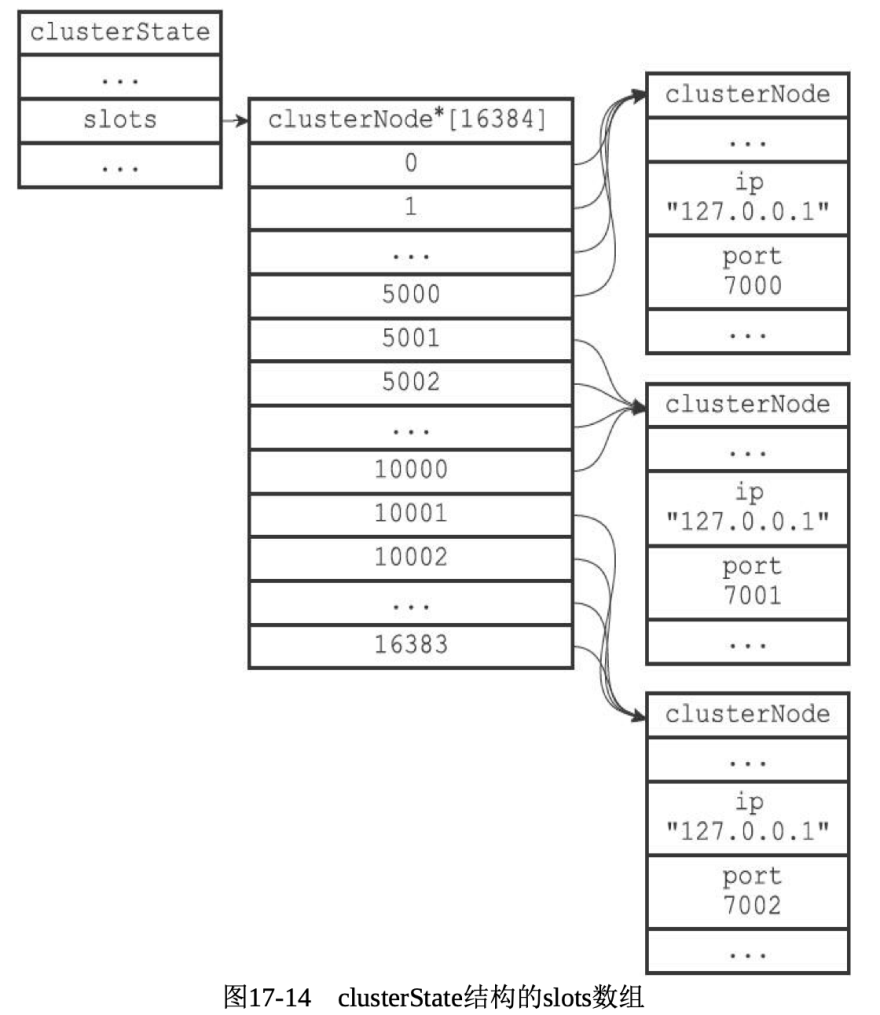 clusterState
...
slots
...
clusterNode*[16384]
0
1
...
5000
5001
5002
...
10000
10001
10002
...
16383
clusterNode
...
ip
"127.0.0.1"
port
7000
...
clusterNode
...
ip
"127.0.0.1"
port
7001
...
clusterNode
...
ip
"127.0.0.1"
port
7002
...
图17-14 clusterState结构的slots数组